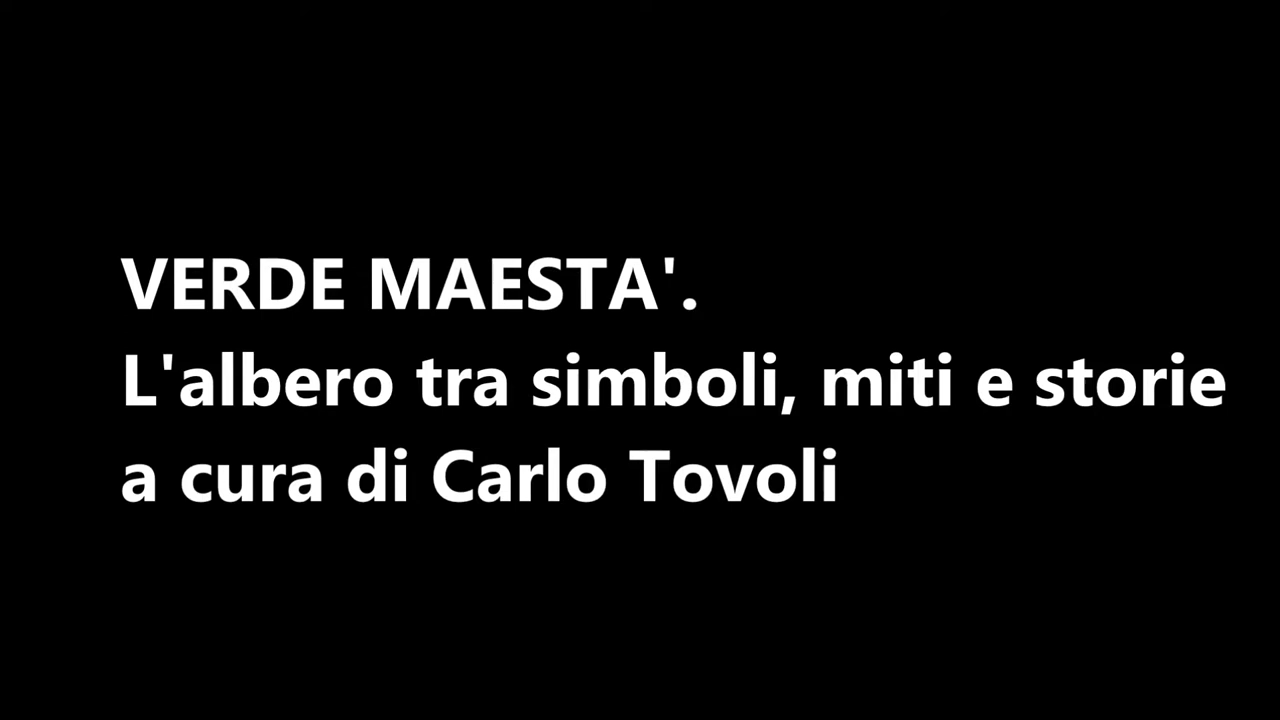 VERDE MAESTA'.
L'albero tra simboli, miti e storie
a cura di Carlo Tovoli